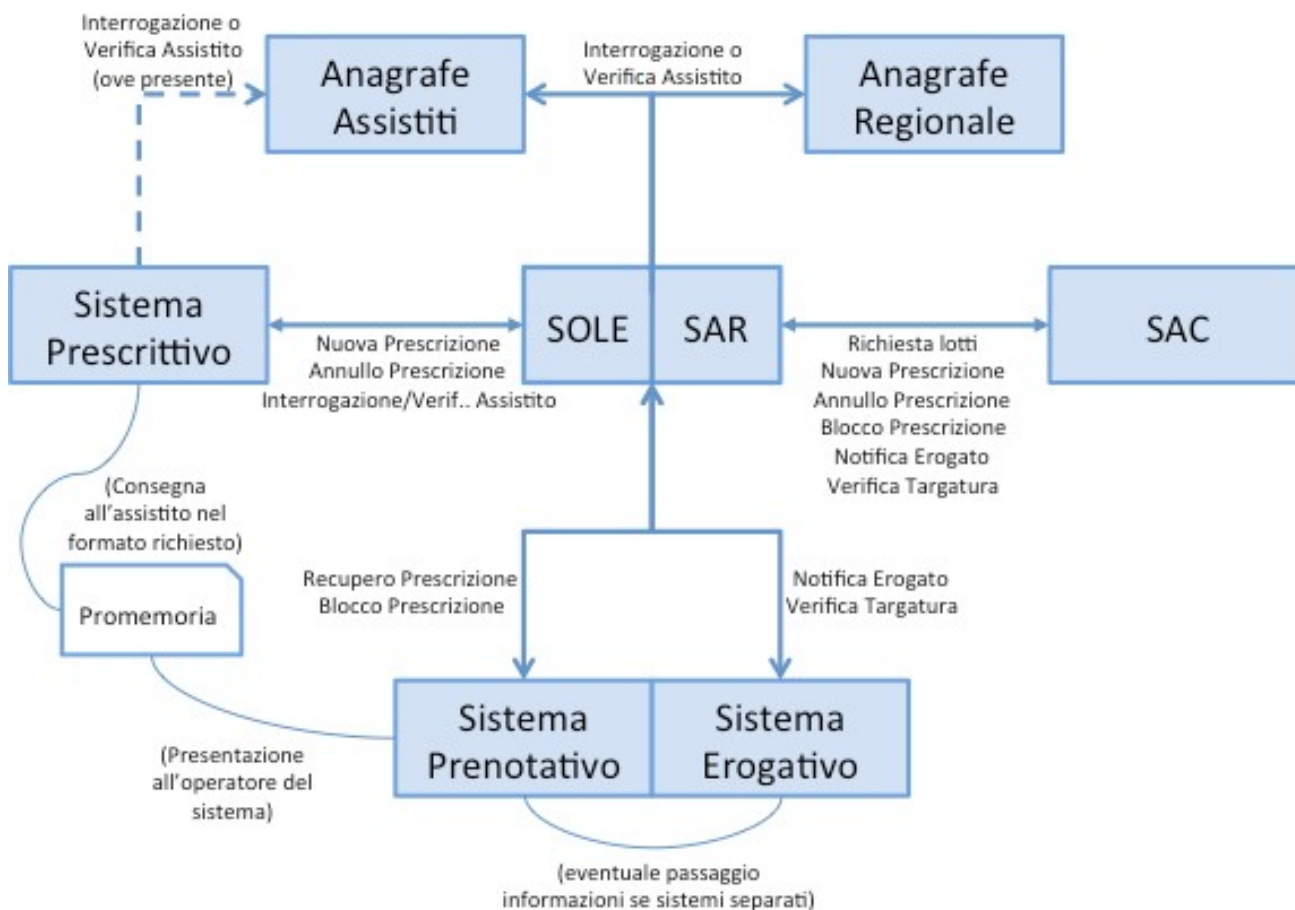 Interrogazione o
Verifica Assistito
(ove presente)
Anagrafe
Assistiti
Interrogazione o
Verifica Assistito
Anagrafe
Regionale
Sistema
Prescrittivo
Nuova Prescrizione
Annullo Prescrizione
Interrogazione/Verif.. Assistito
SOLE
SAR
Richiesta lotti
Nuova Prescrizione
Annullo Prescrizione
Blocco Prescrizione
Notifica Erogato
Verifica Targatura
SAC
(Consegna
all'assistito nel
formato richiesto)
Promemoria
Recupero Prescrizione
Blocco Prescrizione
Notifica Erogato
Verifica Targatura
(Presentazione
all'operatore del
sistema)
Sistema
Prenotativo
Sistema
Erogativo
(eventuale passaggio
informazioni se sistemi separati)